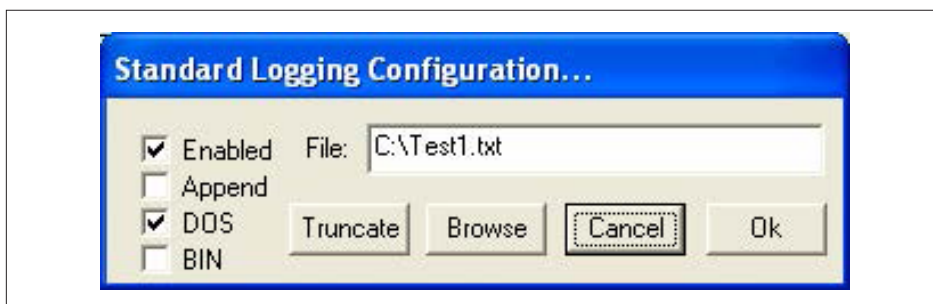 Standard Logging Configuration...
Enabled
File: C:\Test1.txt
Append
DOS
Truncate
Browse
Cancel
Ok
BIN